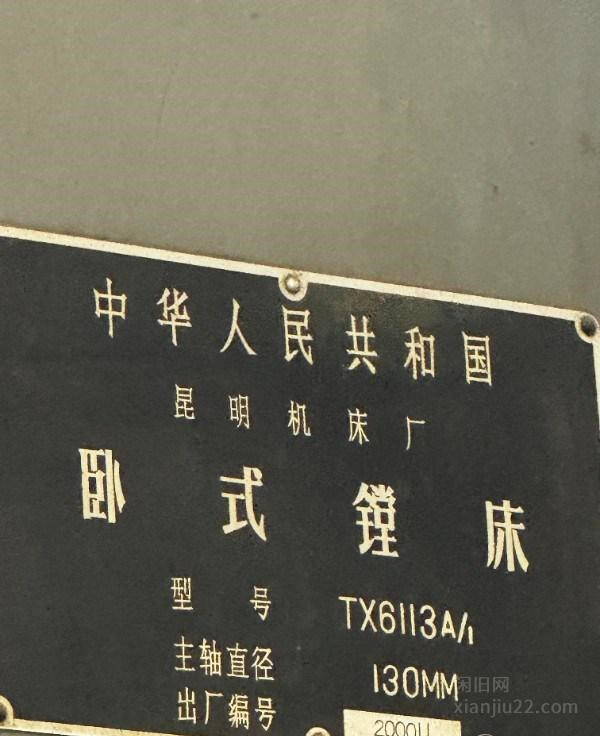 中华人民共和国
昆明机床厂
卧式镗床
型号 TX6113A/1
主轴直径 130MM
出厂编号
闲旧网
xianjiu22.com